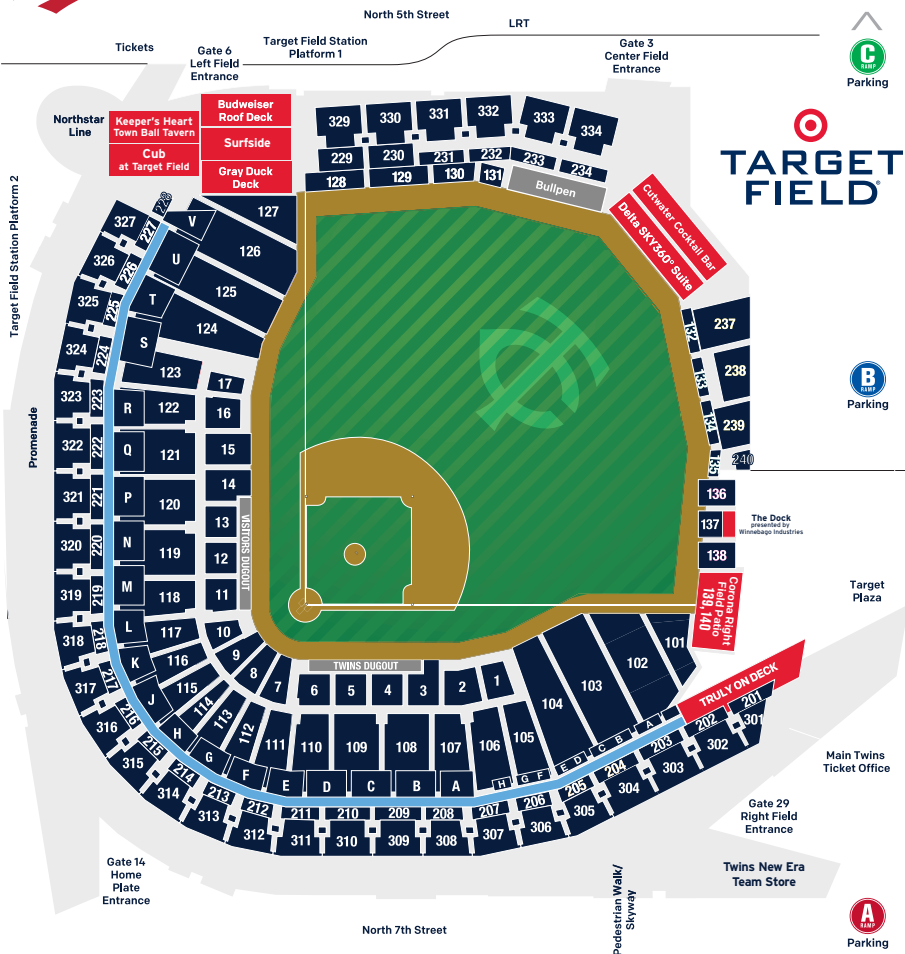 North 5th Street
LRT
Tickets
Gate 6
Left Field
Entrance
Target Field Station
Platform 1
Gate 3
Center Field
Entrance
C
RAMP
Parking
Northstar
Line
Keeper's Heart
Town Ball Tavern
Cub
at Target Field
Budweiser
Roof Deck
Surfside
Gray Duck
Deck
329
330
331
332
333
334
229
230
231
232
233
234
128
129
130
131
Bullpen
TARGET
FIELD
Cutwater Cocktail Bar
Delta SKY360° Suite
Target Field Station Platform 2
Promenade
327
326
325
324
323
322
321
320
319
318
317
316
315
314
313
312
311
310
309
308
307
306
305
304
303
302
301
228
227
226
225
224
223
222
221
220
219
218
217
216
215
214
213
212
211
210
209
208
207
206
205
204
203
202
201
V
U
T
S
R
Q
P
N
M
L
K
J
H
G
F
E
D
C
B
A
H
G
F
E
D
C
B
A
127
126
125
124
123
122
121
120
119
118
117
116
115
114
113
112
111
110
109
108
107
106
105
104
103
102
101
17
16
15
14
13
12
11
10
9
8
7
6
5
4
3
2
1
VISITORS DUGOUT
TWINS DUGOUT
132
133
134
135
237
238
239
240
136
137
138
The Dock
presented by
Winnebago Industries
Corona Right
Field Patio
139, 140
TRULY ON DECK
B
RAMP
Parking
Target
Plaza
Main Twins
Ticket Office
Gate 29
Right Field
Entrance
Twins New Era
Team Store
Gate 14
Home
Plate
Entrance
North 7th Street
Pedestrian Walk/
Skyway
A
RAMP
Parking